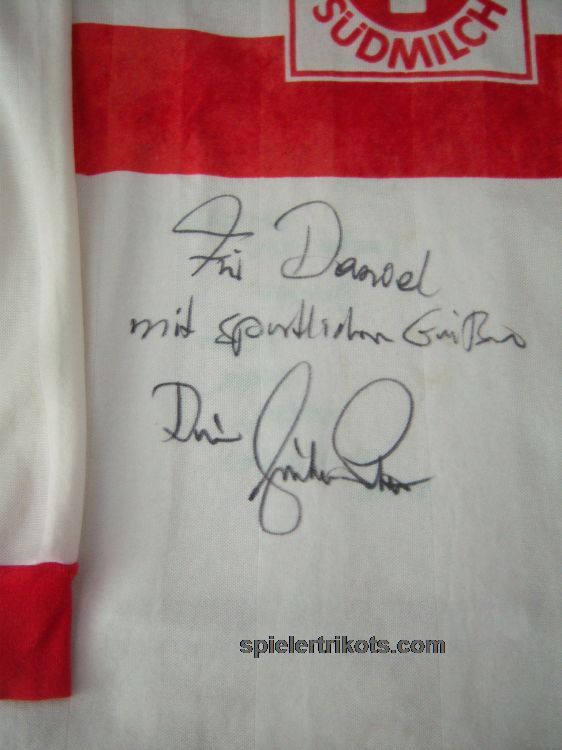 SÜDMILCH
Für Daniel
mit sportlichen Grüßen
Dein
spielertrikots.com